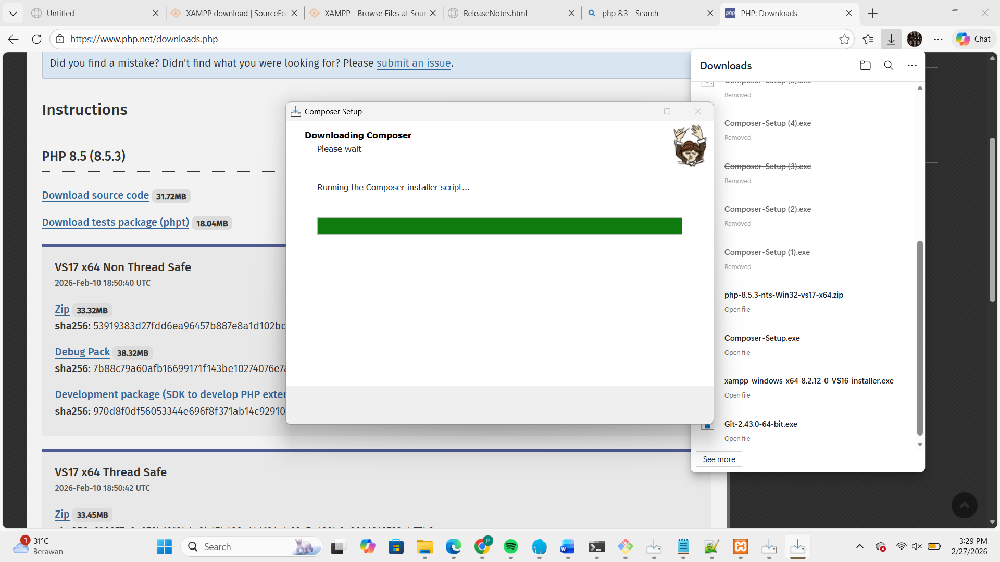 Untitled
XAMPP download | SourceFor
XAMPP - Browse Files at Sour
ReleaseNotes.html
php 8.3 - Search
php
PHP: Downloads
https://www.php.net/downloads.php
Chat
Did you find a mistake? Didn't find what you were looking for? Please submit an issue.
Instructions
PHP 8.5 (8.5.3)
Download source code 31.72MB
Download tests package (phpt) 18.04MB
VS17 x64 Non Thread Safe
2026-Feb-10 18:50:40 UTC
Zip 33.32MB
sha256: 53919383d27fdd6ea96457b887e8a1d102bc
Debug Pack 38.32MB
sha256: 7b88c79a60afb16699171f143be10274076e7a
Development package (SDK to develop PHP exten
sha256: 970d8f0df56053344e696f8f371ab14c92910
VS17 x64 Thread Safe
2026-Feb-10 18:50:42 UTC
Zip 33.45MB
Composer Setup
Downloading Composer
Please wait
Running the Composer installer script...
Downloads
Composer-Setup (5).exe
Removed
Composer-Setup (4).exe
Removed
Composer-Setup (3).exe
Removed
Composer-Setup (2).exe
Removed
Composer-Setup (1).exe
Removed
php-8.5.3-nts-Win32-vs17-x64.zip
Open file
Composer-Setup.exe
Open file
xampp-windows-x64-8.2.12-0-VS16-installer.exe
Open file
Git-2.43.0-64-bit.exe
Open file
See more
1
31°C
Berawan
Search
P
W
3:29 PM
2/27/2026